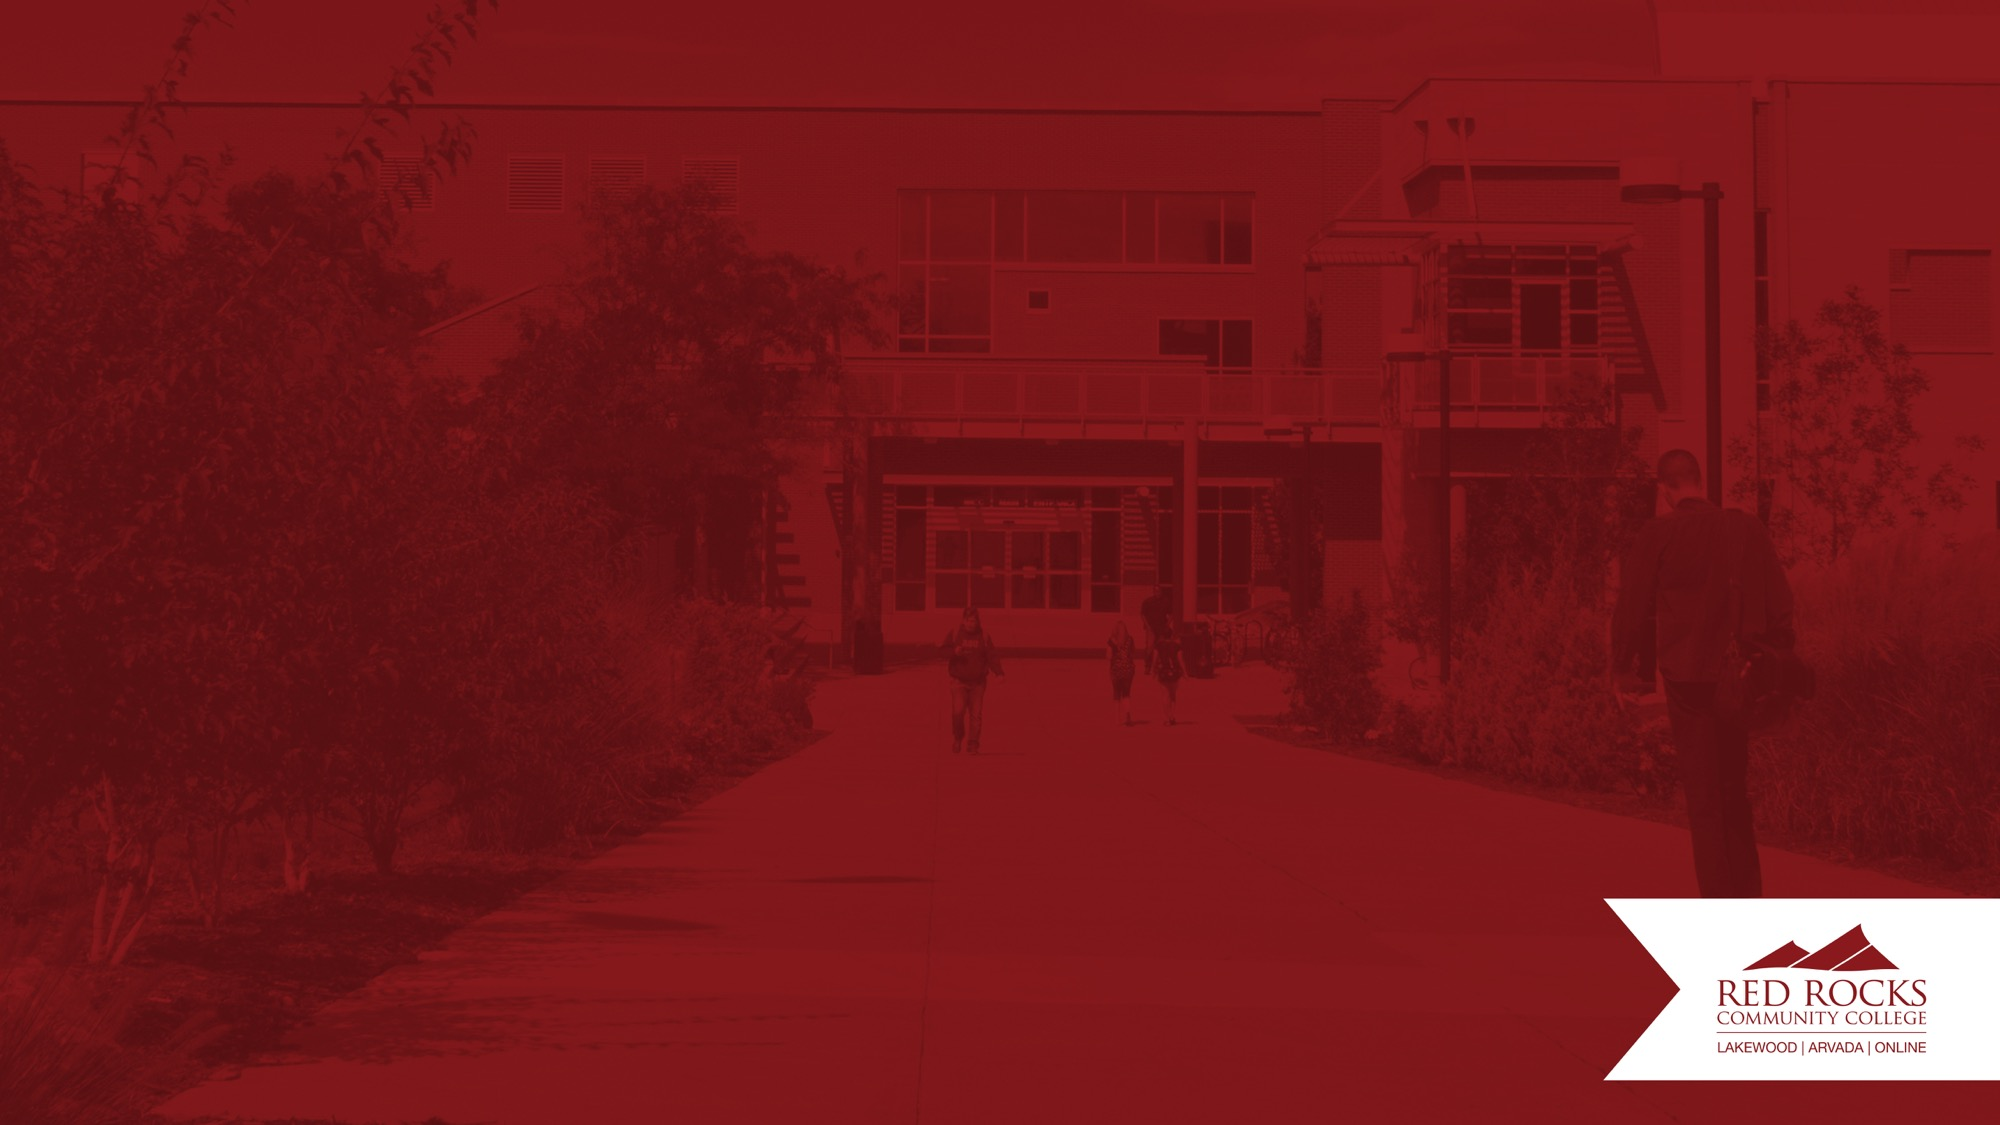 RED ROCKS
COMMUNITY COLLEGE
LAKEWOOD | ARVADA | ONLINE